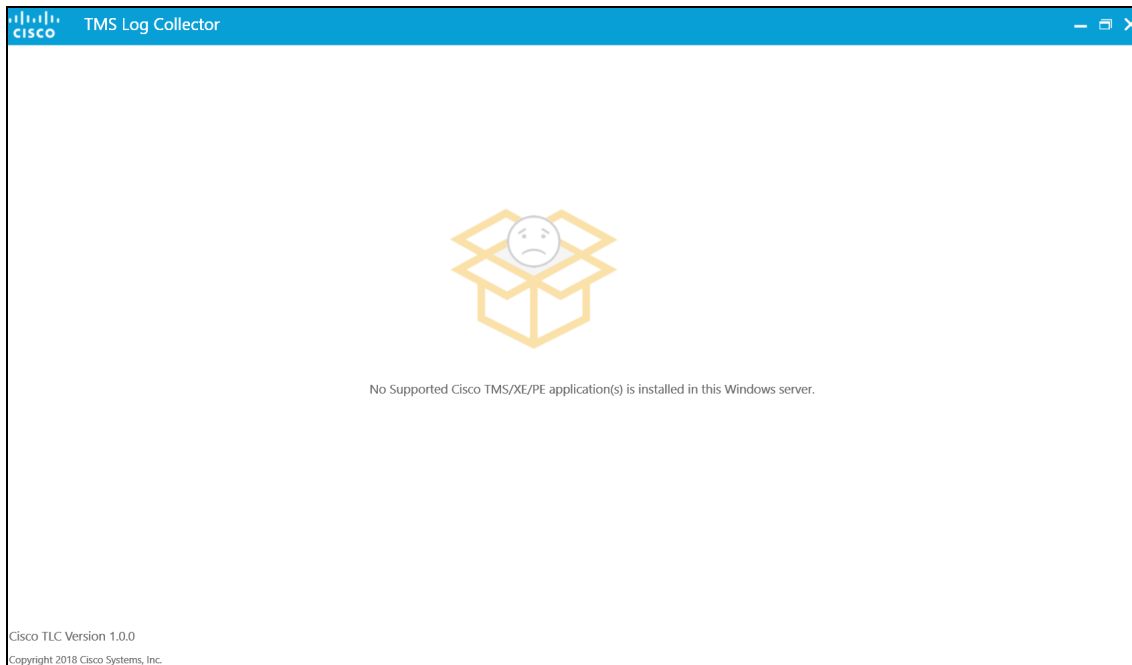 CISCO
TMS Log Collector
No Supported Cisco TMS/XE/PE application(s) is installed in this Windows server.
Cisco TLC Version 1.0.0
Copyright 2018 Cisco Systems, Inc.